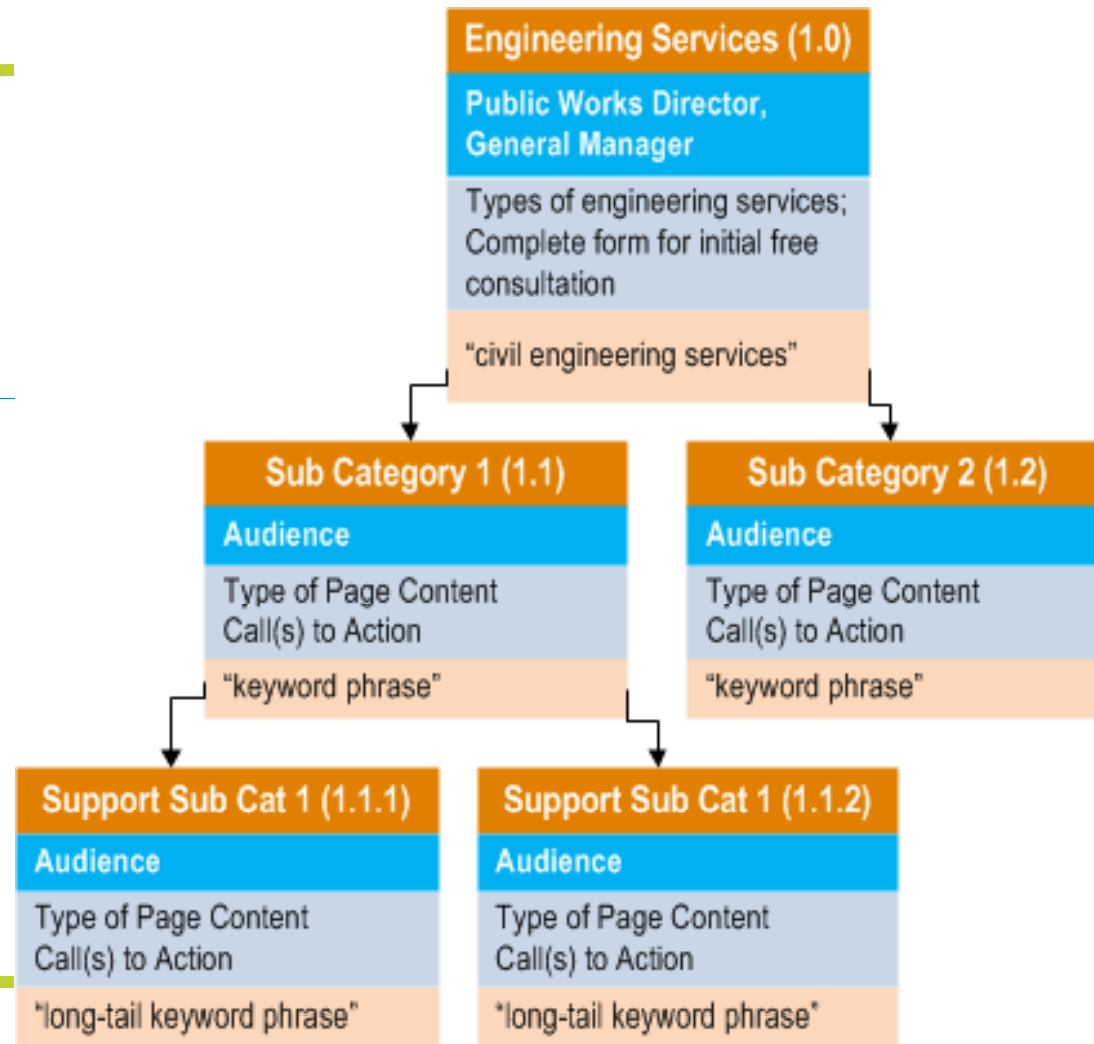 Engineering Services (1.0)
Public Works Director,
General Manager
Types of engineering services;
Complete form for initial free
consultation
“civil engineering services”
Sub Category 1 (1.1)
Audience
Type of Page Content
Call(s) to Action
“keyword phrase”
Sub Category 2 (1.2)
Audience
Type of Page Content
Call(s) to Action
“keyword phrase”
Support Sub Cat 1 (1.1.1)
Audience
Type of Page Content
Call(s) to Action
“long-tail keyword phrase”
Support Sub Cat 1 (1.1.2)
Audience
Type of Page Content
Call(s) to Action
“long-tail keyword phrase”